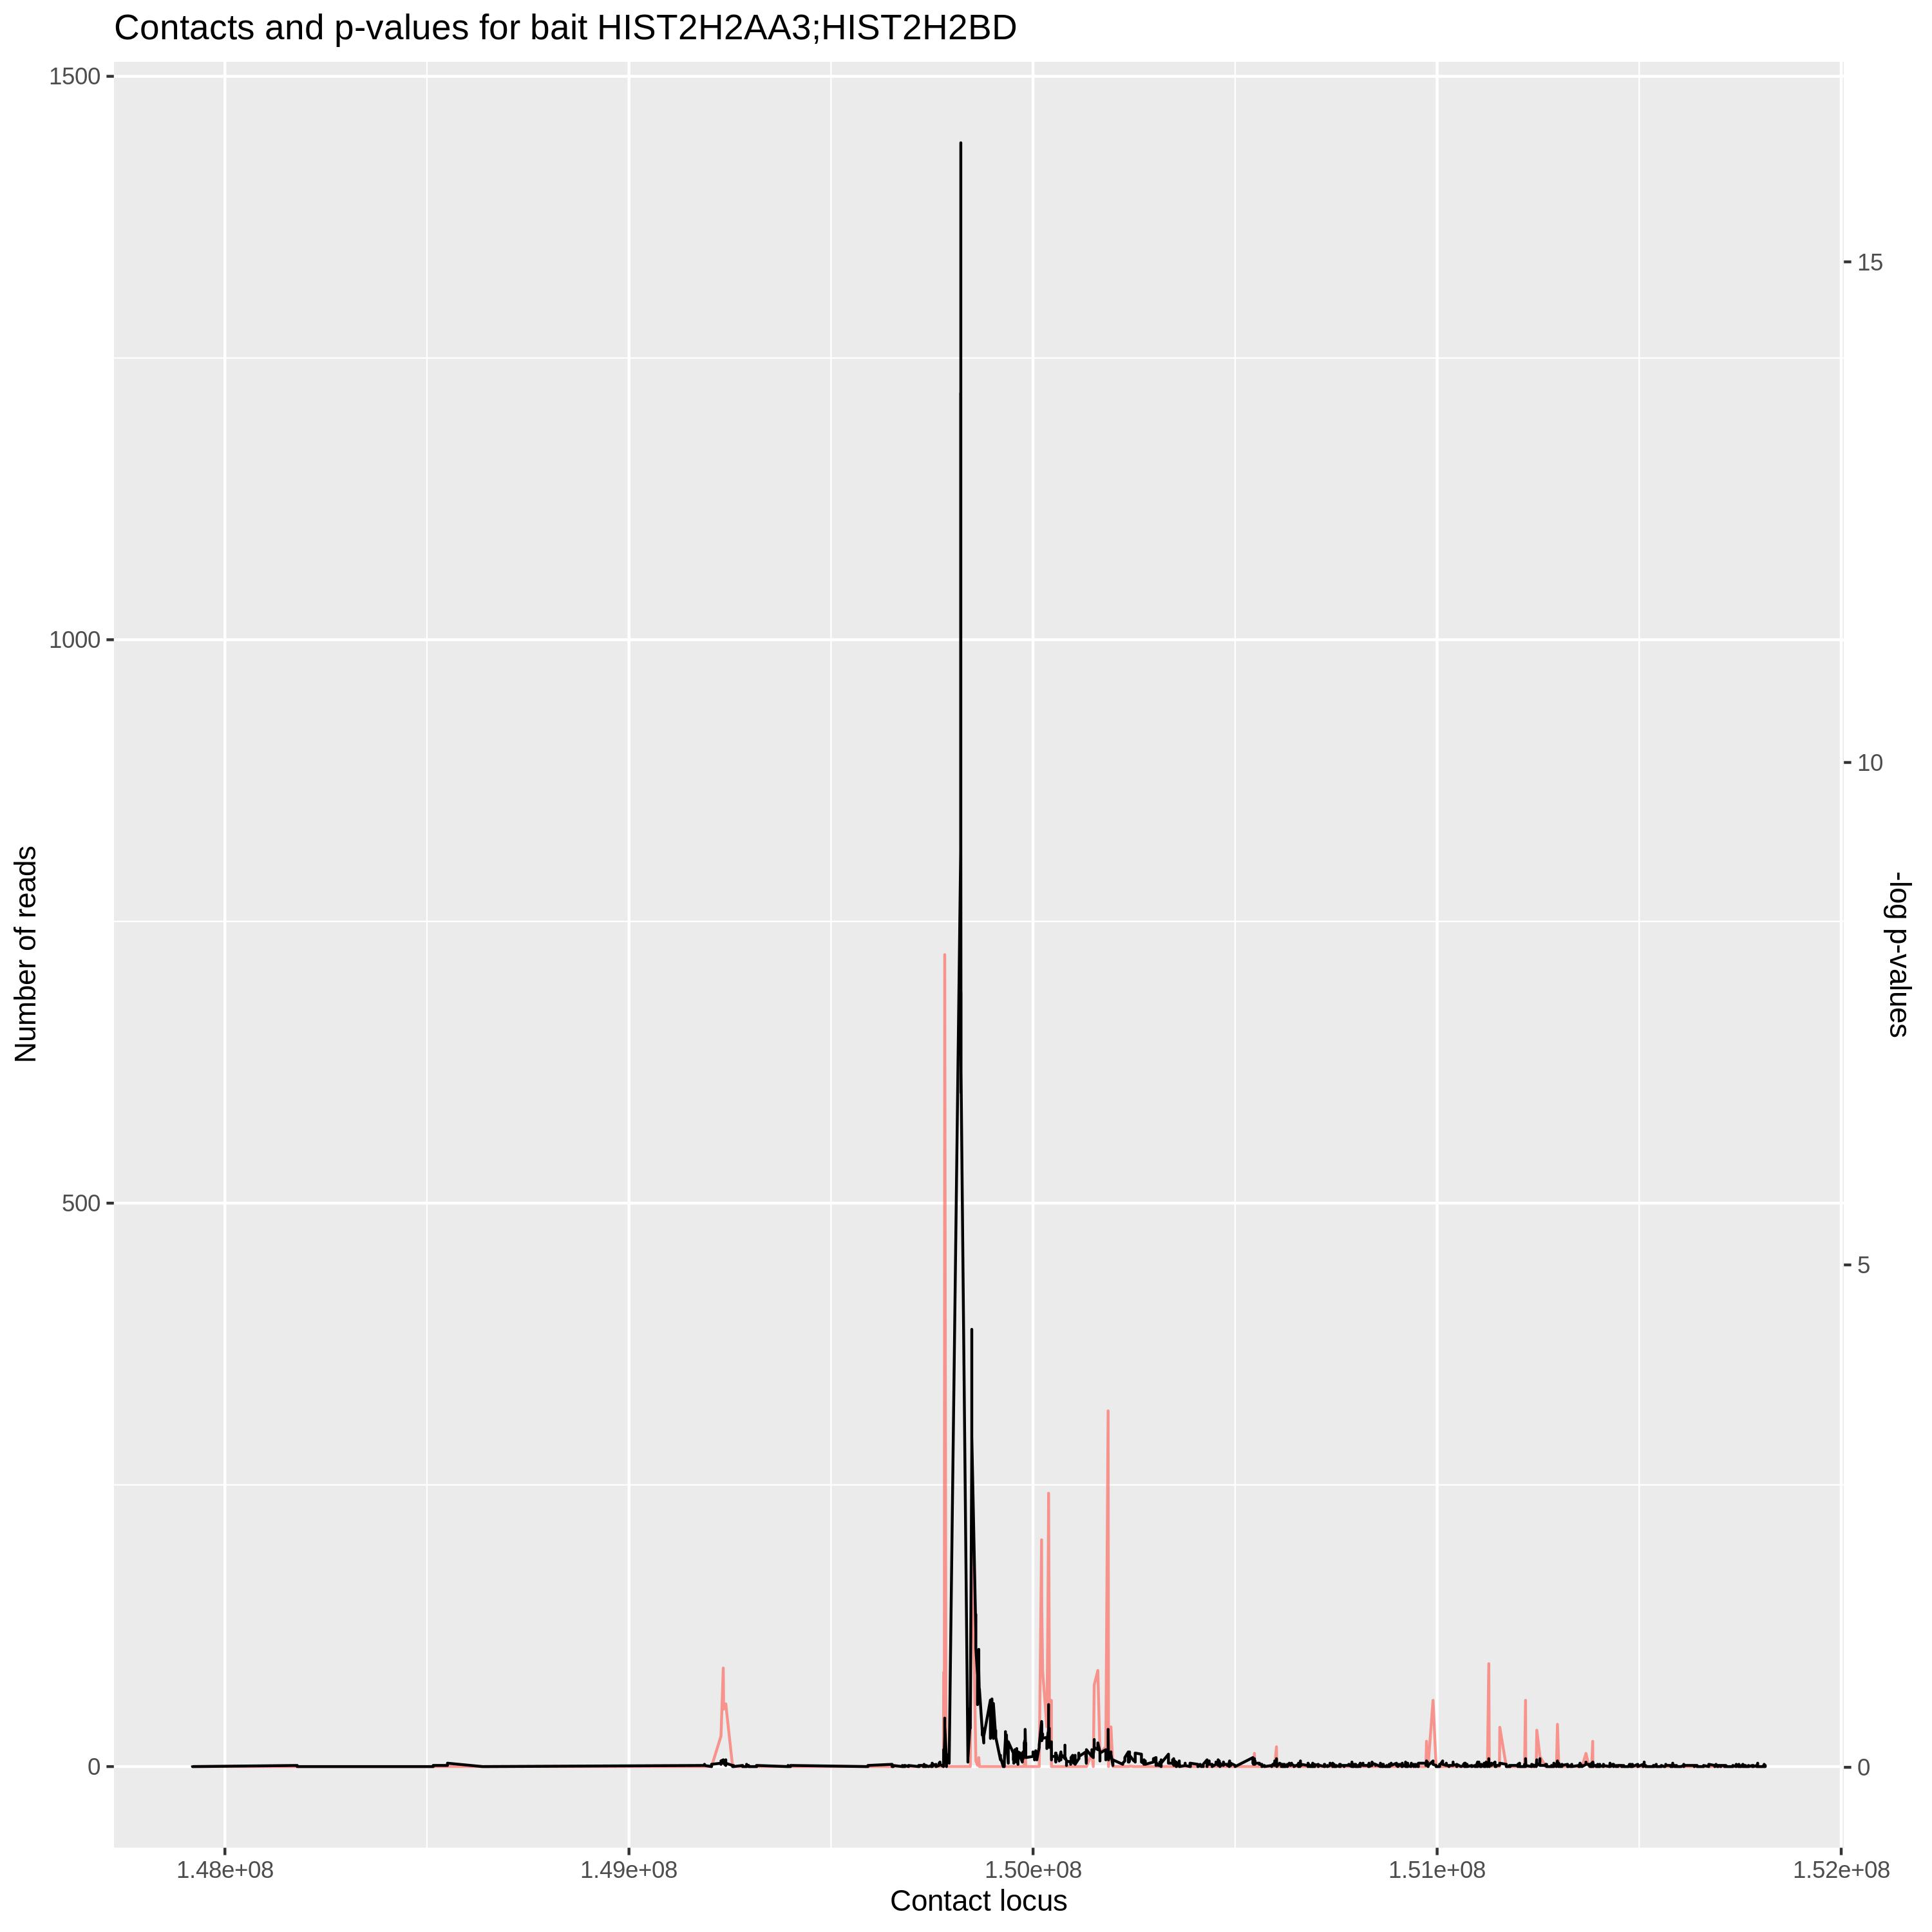 Contacts and p-values for bait HIST2H2AA3;HIST2H2BD
1500
1000
500
0
Number of reads
15
10
5
0
-log p-values
1.48e+08
1.49e+08
1.50e+08
1.51e+08
1.52e+08
Contact locus